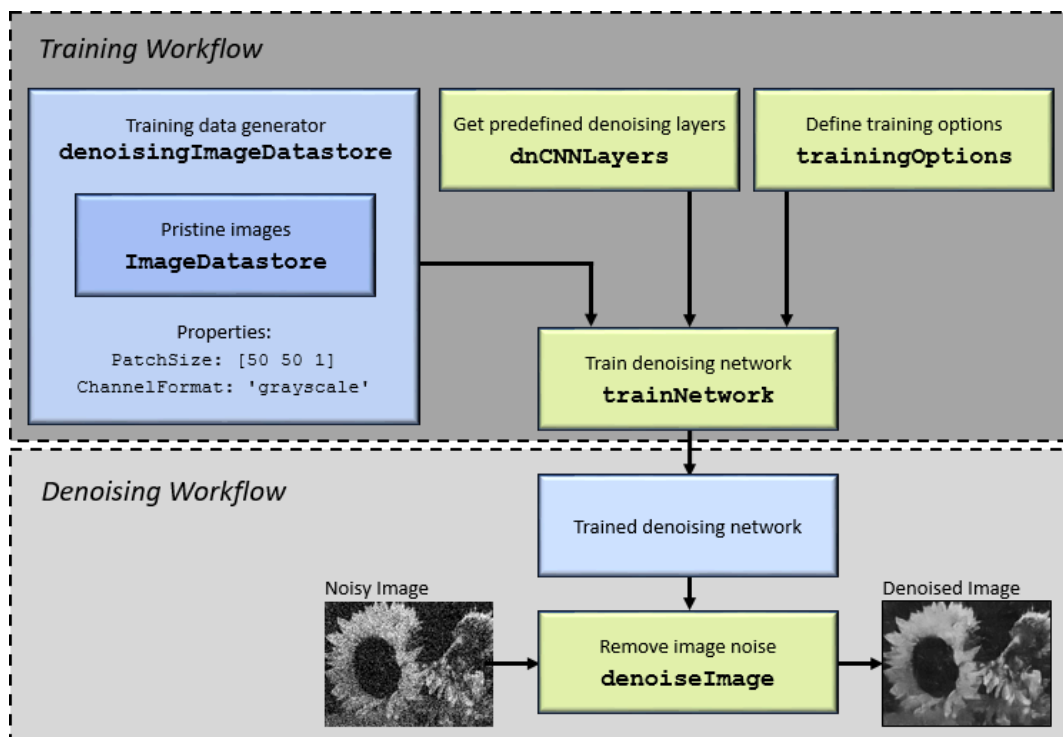 Training Workflow
Training data generator
denoisingImageDatastore
Pristine images
ImageDatastore
Properties:
PatchSize: [50 50 1]
ChannelFormat: 'grayscale'
Get predefined denoising layers
dnCNNLayers
Define training options
trainingOptions
Train denoising network
trainNetwork
Denoising Workflow
Trained denoising network
Noisy Image
Remove image noise
denoiseImage
Denoised Image